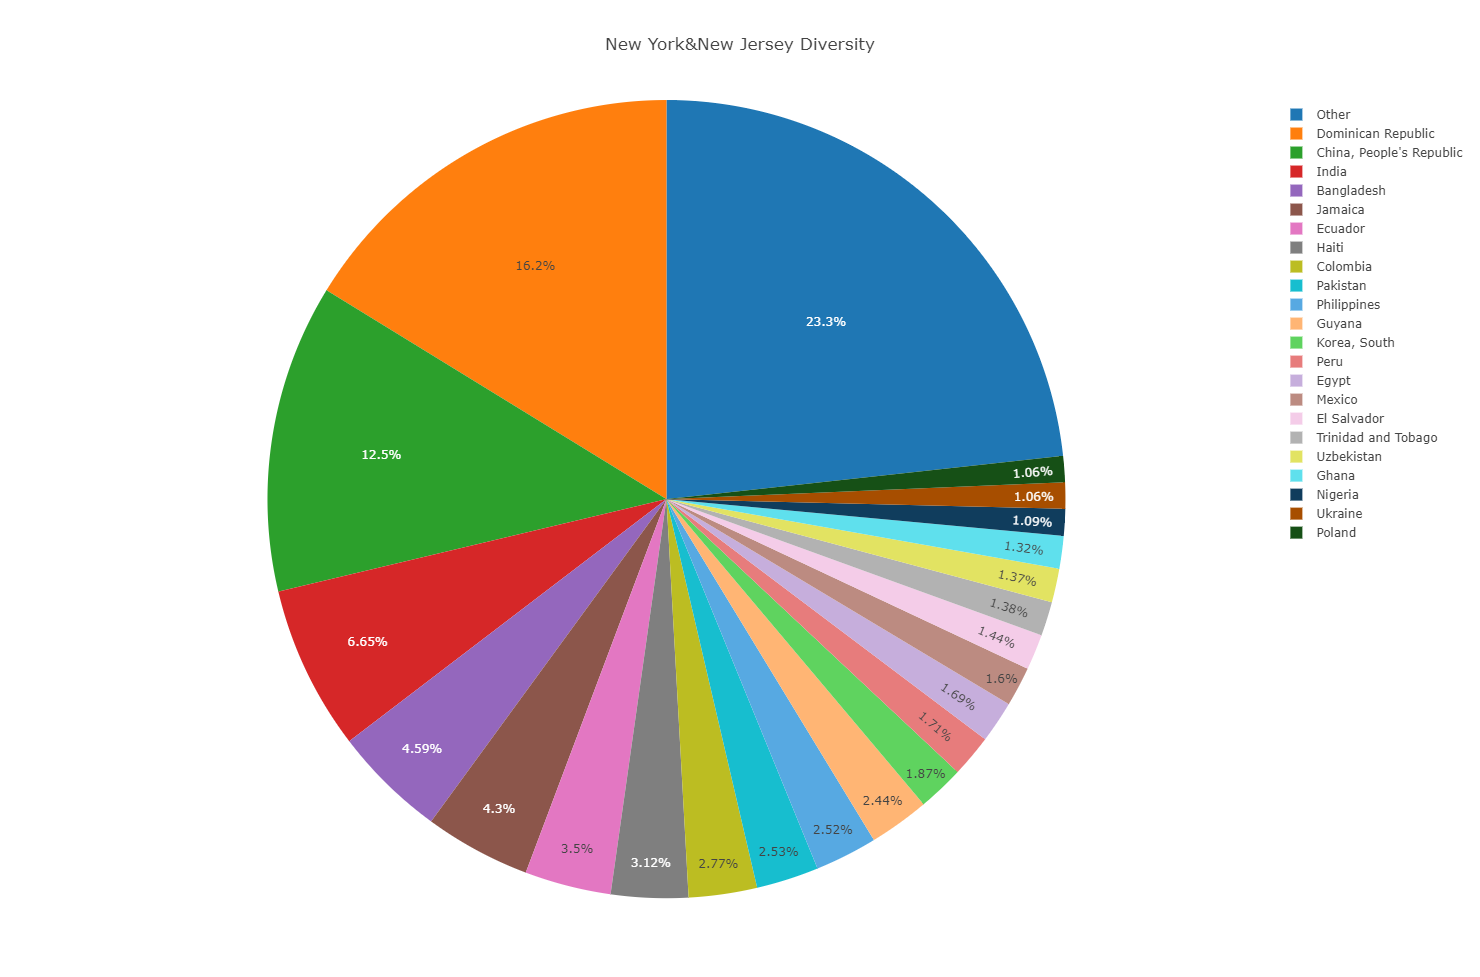 New York&New Jersey Diversity
23.3%
16.2%
12.5%
6.65%
4.59%
4.3%
3.5%
3.12%
2.77%
2.53%
2.52%
2.44%
1.87%
1.71%
1.69%
1.6%
1.44%
1.38%
1.37%
1.32%
1.09%
1.06%
1.06%
Other
Dominican Republic
China, People's Republic
India
Bangladesh
Jamaica
Ecuador
Haiti
Colombia
Pakistan
Philippines
Guyana
Korea, South
Peru
Egypt
Mexico
El Salvador
Trinidad and Tobago
Uzbekistan
Ghana
Nigeria
Ukraine
Poland